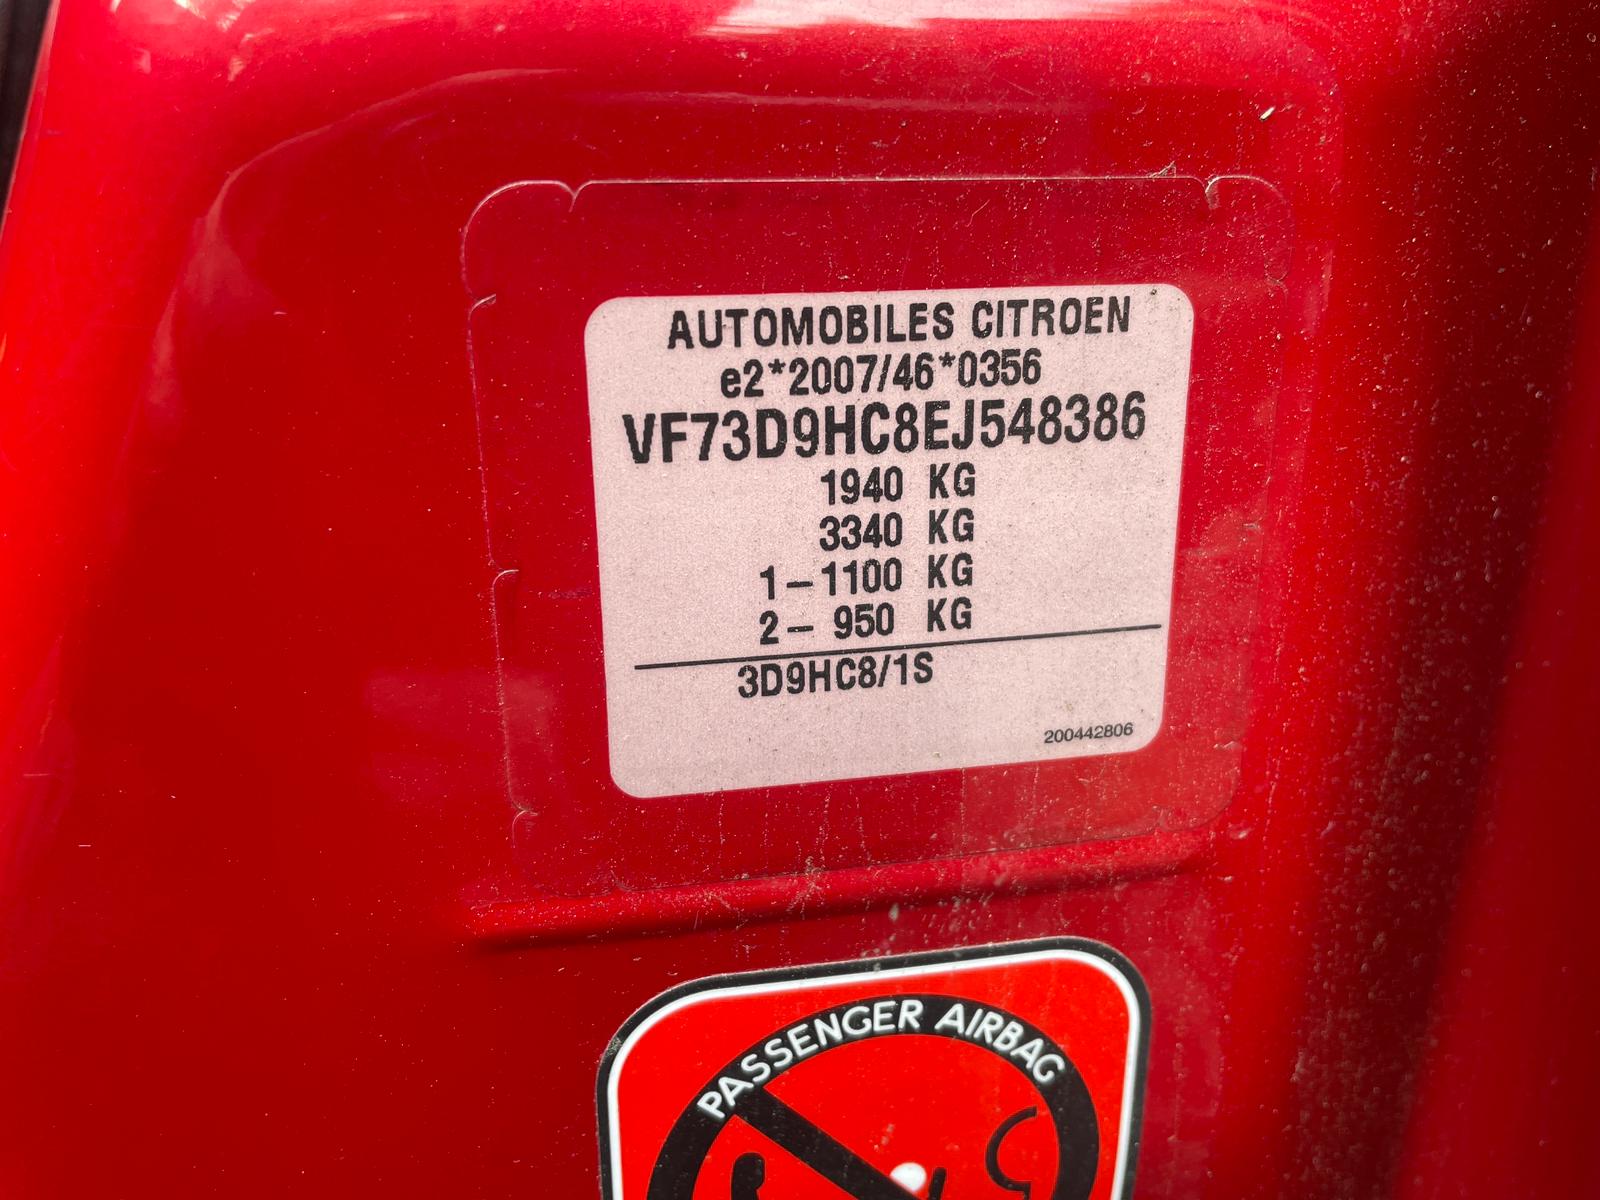 AUTOMOBILES CITROEN
e2*2007/46*0356
VF73D9HC8EJ548386
1940 KG
3340 KG
1-1100 KG
2- 950 KG
3D9HC8/1S
200442806
PASSENGER AIRBAG